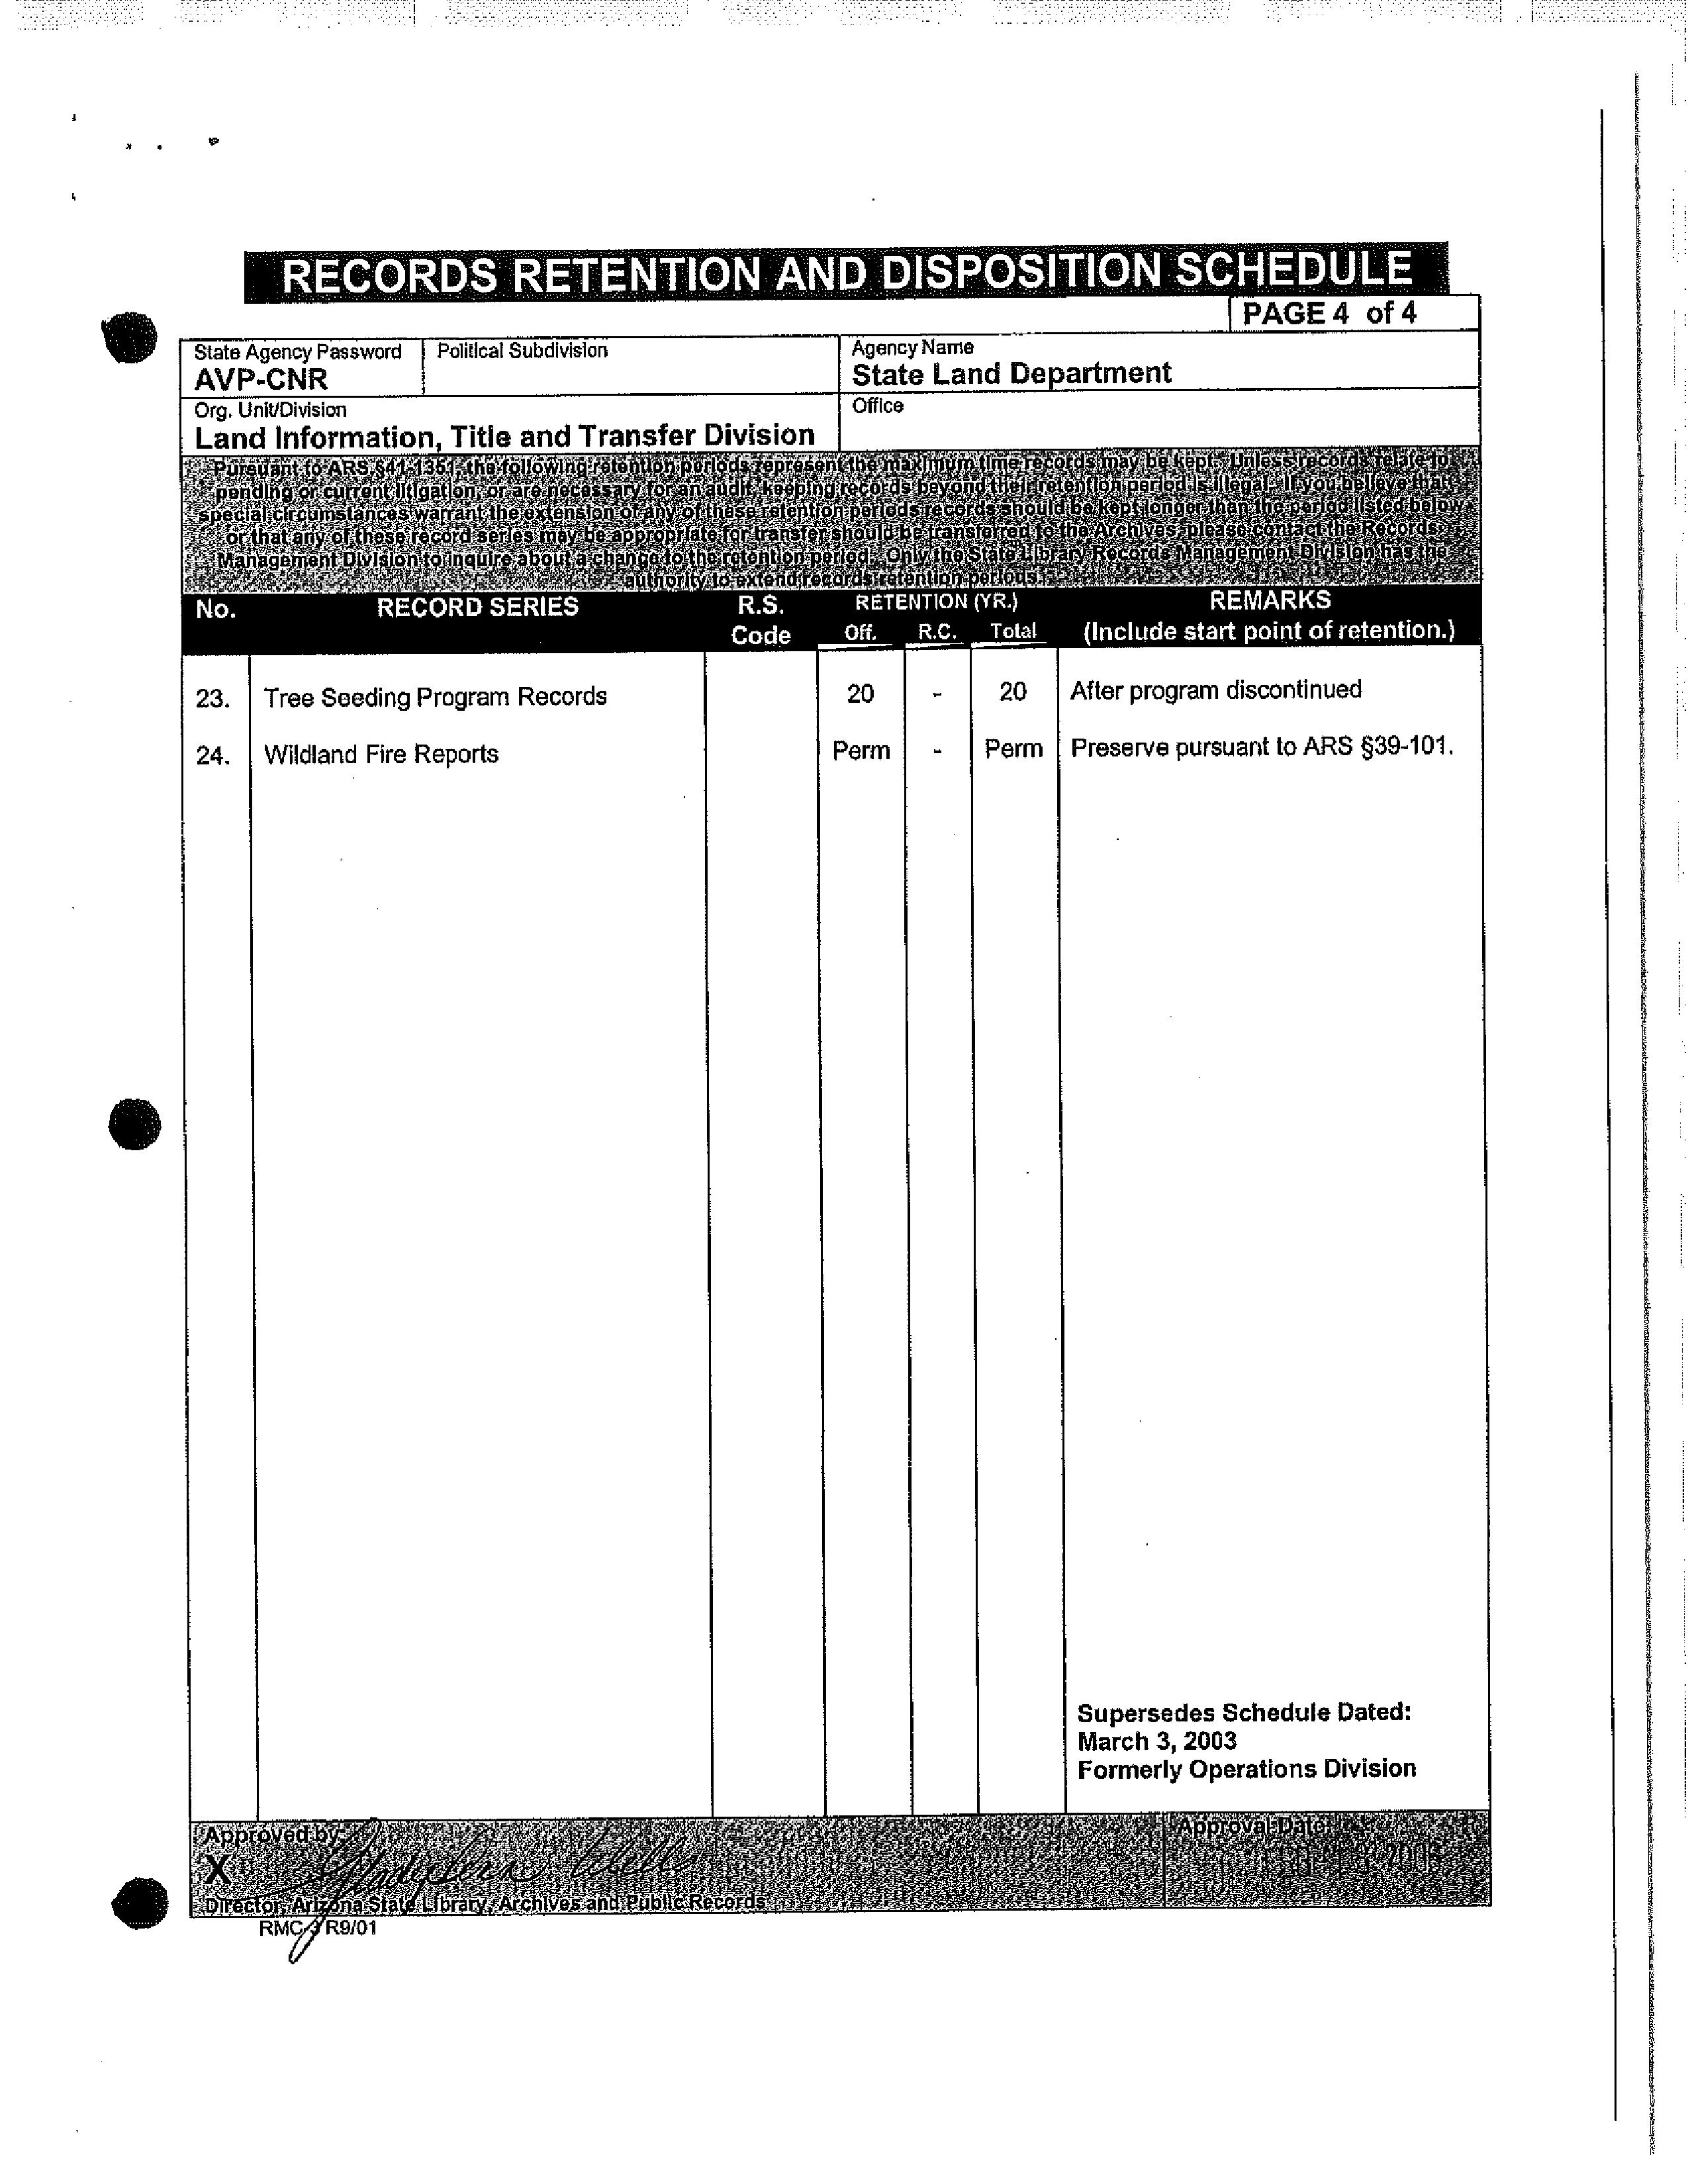 RECORDS RETENTION AND DISPOSITION SCHEDULE
PAGE 4 of 4
State Agency Password
AVP-CNR
Political Subdivision
Agency Name
State Land Department
Org. Unit/Division
Land Information, Title and Transfer Division
Office
Pursuant to ARS §41-1351, the following retention periods represent the maximum time records may be kept. Unless records relate to
pending or current litigation, or are necessary for an audit, keeping records beyond their retention period is illegal. If you believe that
special circumstances warrant the extension of any of these retention periods records should be kept longer than the period listed below
or that any of these record series may be appropriate for transfer should be transferred to the Archives, please contact the Records
Management Division to inquire about a change to the retention period. Only the State Library Records Management Division has the
authority to extend records retention periods.
No. RECORD SERIES R.S. Code RETENTION (YR.) Off. R.C. Total REMARKS (Include start point of retention.)
23. Tree Seeding Program Records 20 - 20 After program discontinued
24. Wildland Fire Reports Perm - Perm Preserve pursuant to ARS §39-101.
Supersedes Schedule Dated:
March 3, 2003
Formerly Operations Division
Approved by:
X
Approval Date:
Director, Arizona State Library, Archives and Public Records
R9/01